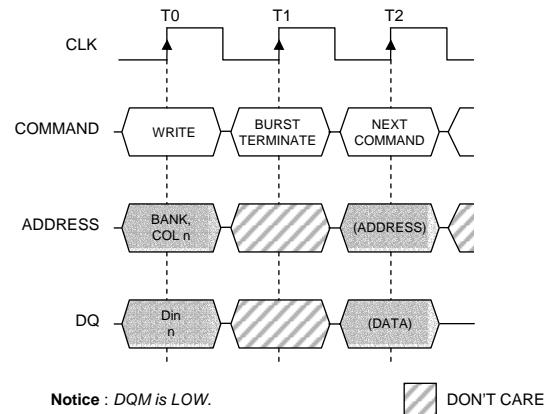 T0 T1 T2
CLK
COMMAND WRITE BURST TERMINATE NEXT COMMAND
ADDRESS BANK, COL n (ADDRESS)
DQ Din n (DATA)
Notice : DQM is LOW. DON'T CARE